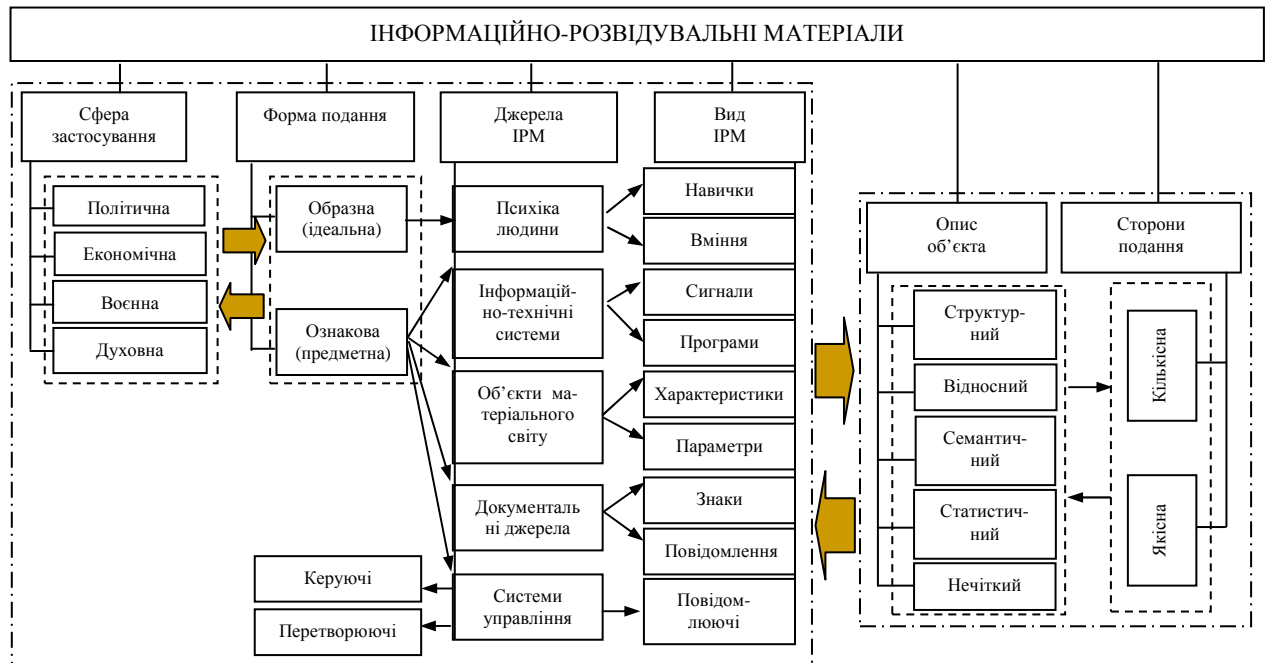 ІНФОРМАЦІЙНО-РОЗВІДУВАЛЬНІ МАТЕРІАЛИ
Сфера
застосування
Форма подання
Джерела
ІРМ
Вид
ІРМ
Політична
Економічна
Воєнна
Духовна
Образна
(ідеальна)
Ознакова
(предметна)
Психіка
людини
Інформацій-
но-технічні
системи
Об’єкти ма-
теріального
світу
Документаль
ні джерела
Системи
управління
Керуючі
Перетворюючі
Навички
Вміння
Сигнали
Програми
Характеристики
Параметри
Знаки
Повідомлення
Повідом-
люючі
Опис
об’єкта
Сторони
подання
Структур-
ний
Відносний
Семантич-
ний
Статистич-
ний
Нечіткий
Кількісна
Якісна